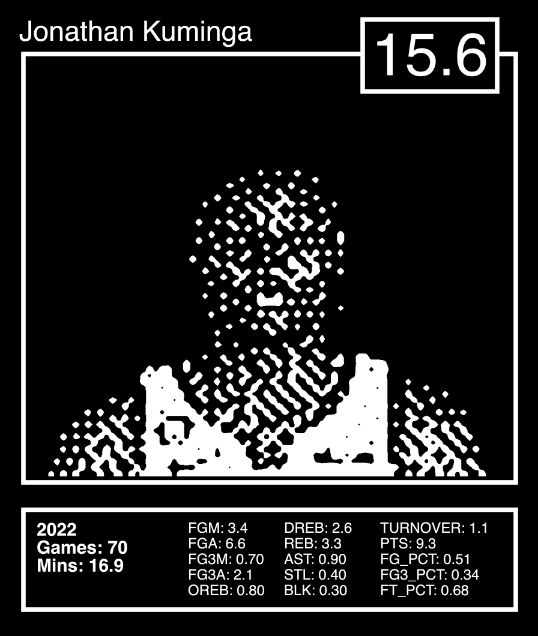 Jonathan Kuminga
15.6
2022
Games: 70
Mins: 16.9
FGM: 3.4
FGA: 6.6
FG3M: 0.70
FG3A: 2.1
OREB: 0.80
DREB: 2.6
REB: 3.3
AST: 0.90
STL: 0.40
BLK: 0.30
TURNOVER: 1.1
PTS: 9.3
FG_PCT: 0.51
FG3_PCT: 0.34
FT_PCT: 0.68